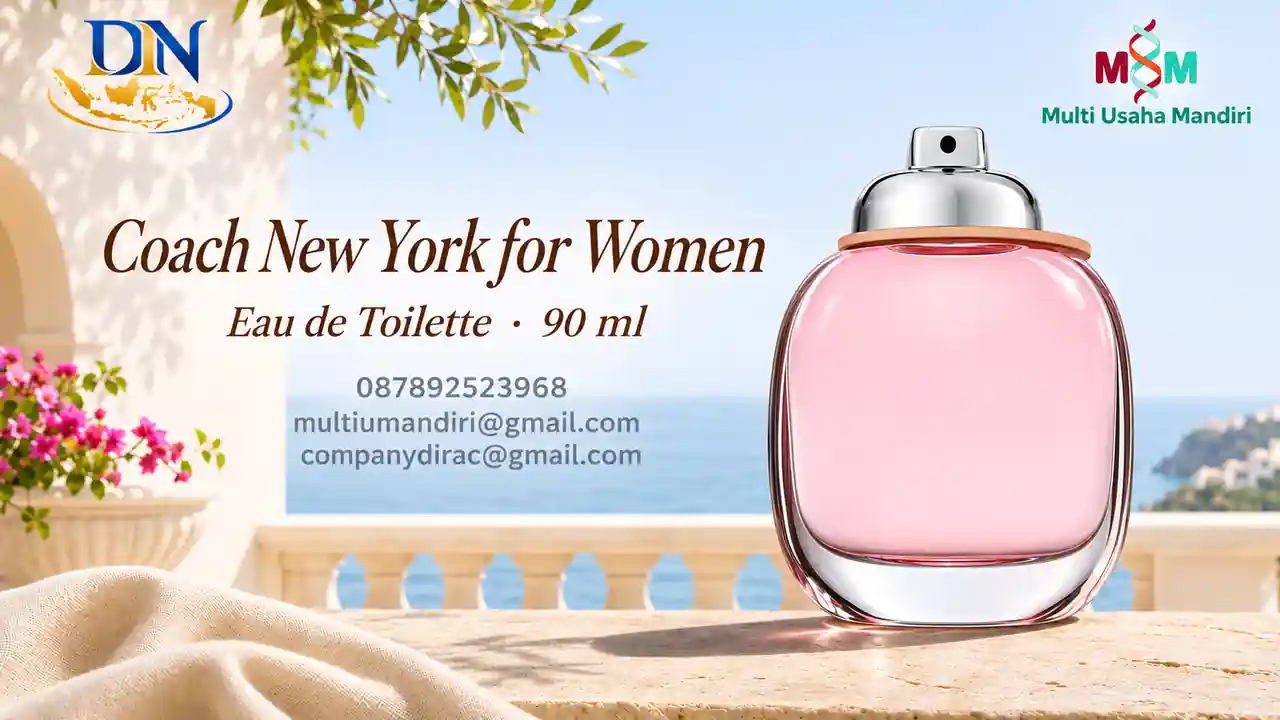 DN
MSM
Multi Usaha Mandiri
Coach New York for Women
Eau de Toilette · 90 ml
087892523968
multiumandiri@gmail.com
companydirac@gmail.com